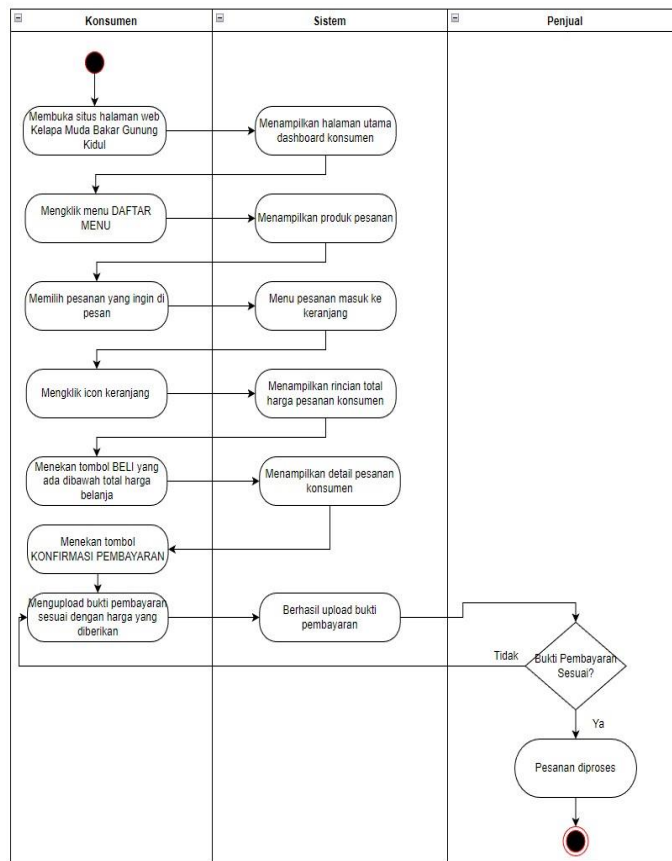 Konsumen
Sistem
Penjual
Membuka situs halaman web
Kelapa Muda Bakar Gunung
Kidul
Menampilkan halaman utama
dashboard konsumen
Mengklik menu DAFTAR
MENU
Menampilkan produk pesanan
Memilih pesanan yang ingin di
pesan
Menu pesanan masuk ke
keranjang
Mengklik icon keranjang
Menampilkan rincian total
harga pesanan konsumen
Menekan tombol BELI yang
ada dibawah total harga
belanja
Menampilkan detail pesanan
konsumen
Menekan tombol
KONFIRMASI PEMBAYARAN
Mengupload bukti pembayaran
sesuai dengan harga yang
diberikan
Berhasil upload bukti
pembayaran
Tidak
Bukti Pembayaran
Sesuai?
Ya
Pesanan diproses